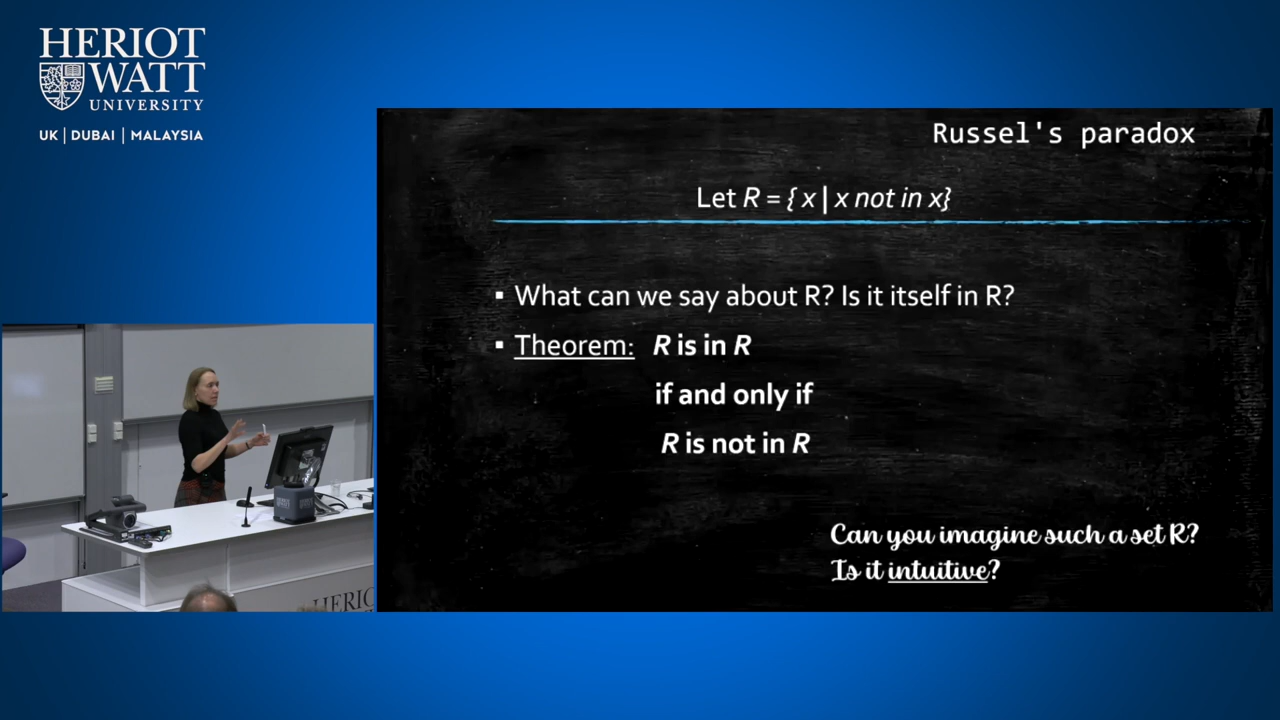 HERIOT
WATT
UNIVERSITY
UK | DUBAI | MALAYSIA
Russel's paradox
Let R = { x | x not in x}
▪ What can we say about R? Is it itself in R?
▪ Theorem: R is in R
if and only if
R is not in R
Can you imagine such a set R?
Is it intuitive?
HERIOT